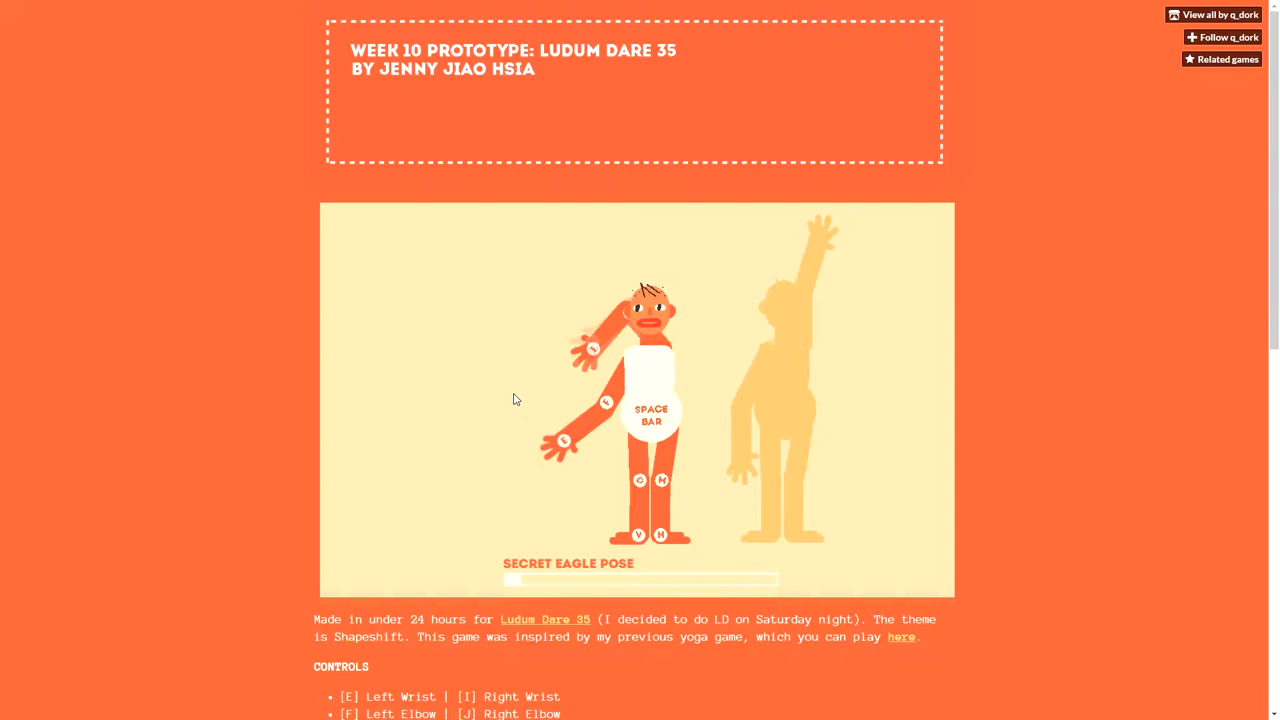 View all by q_dork
Follow q_dork
Related games
WEEK 10 PROTOTYPE: LUDUM DARE 35
BY JENNY JIAO HSIA
I
F
SPACE
BAR
E
G M
V N
SECRET EAGLE POSE
Made in under 24 hours for Ludum Dare 35 (I decided to do LD on Saturday night). The theme
is Shapeshift. This game was inspired by my previous yoga game, which you can play here.
CONTROLS
• [E] Left Wrist | [I] Right Wrist
• [F] Left Elbow | [J] Right Elbow